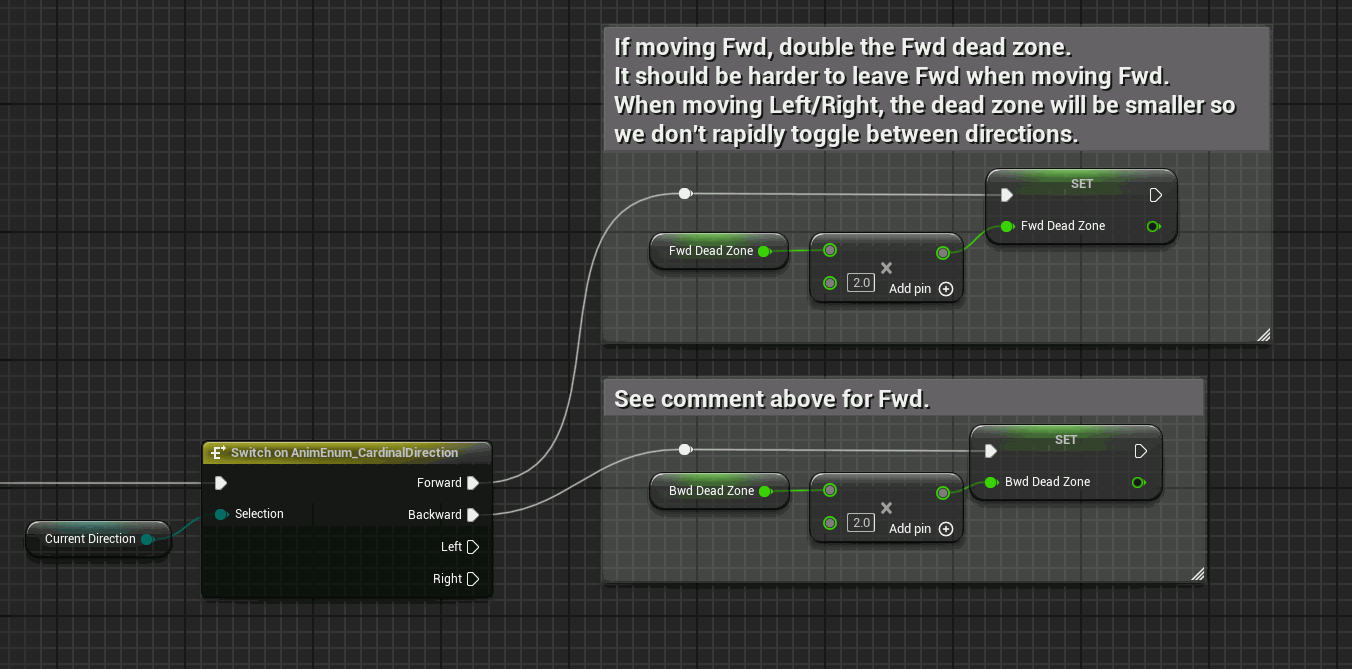 If moving Fwd, double the Fwd dead zone.
It should be harder to leave Fwd when moving Fwd.
When moving Left/Right, the dead zone will be smaller so
we don't rapidly toggle between directions.
SET
Fwd Dead Zone
Fwd Dead Zone
2.0
Add pin
See comment above for Fwd.
SET
Bwd Dead Zone
Bwd Dead Zone
2.0
Add pin
Switch on AnimEnum_CardinalDirection
Forward
Selection
Backward
Current Direction
Left
Right